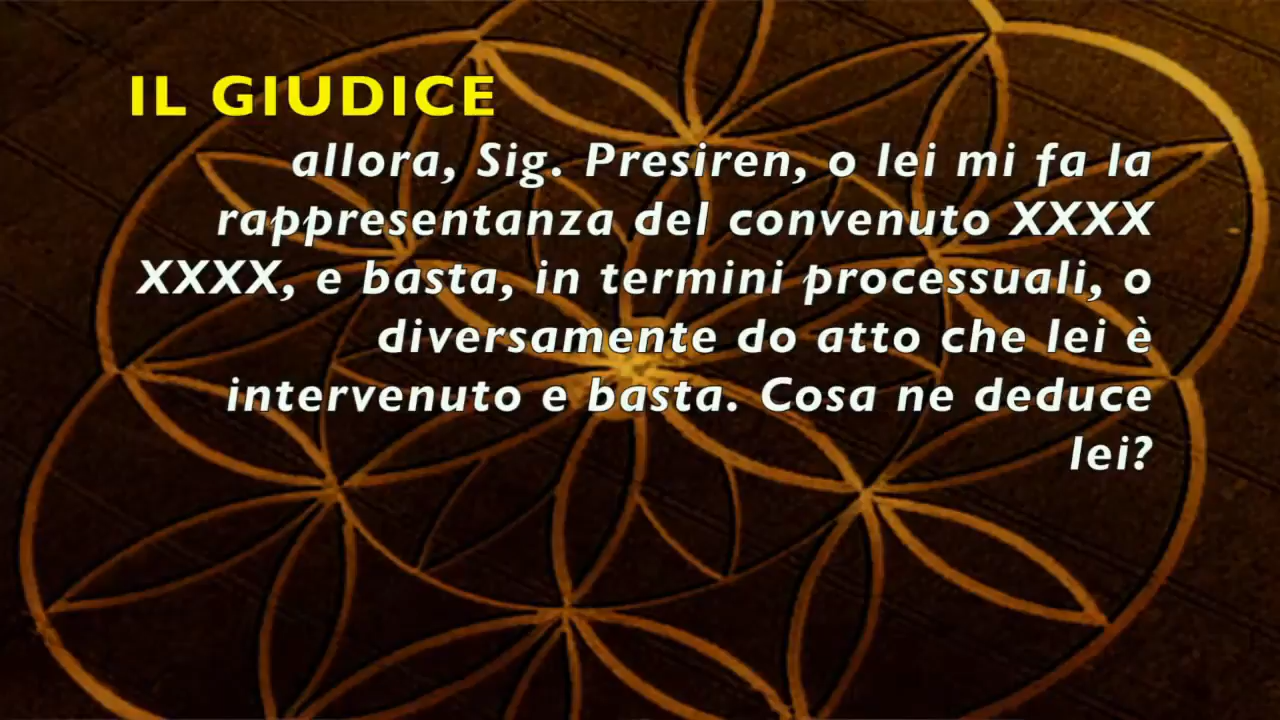 IL GIUDICE
allora, Sig. Presiren, o lei mi fa la
rappresentanza del convenuto XXXX
XXXX, e basta, in termini processuali, o
diversamente do atto che lei è
intervenuto e basta. Cosa ne deduce
lei?